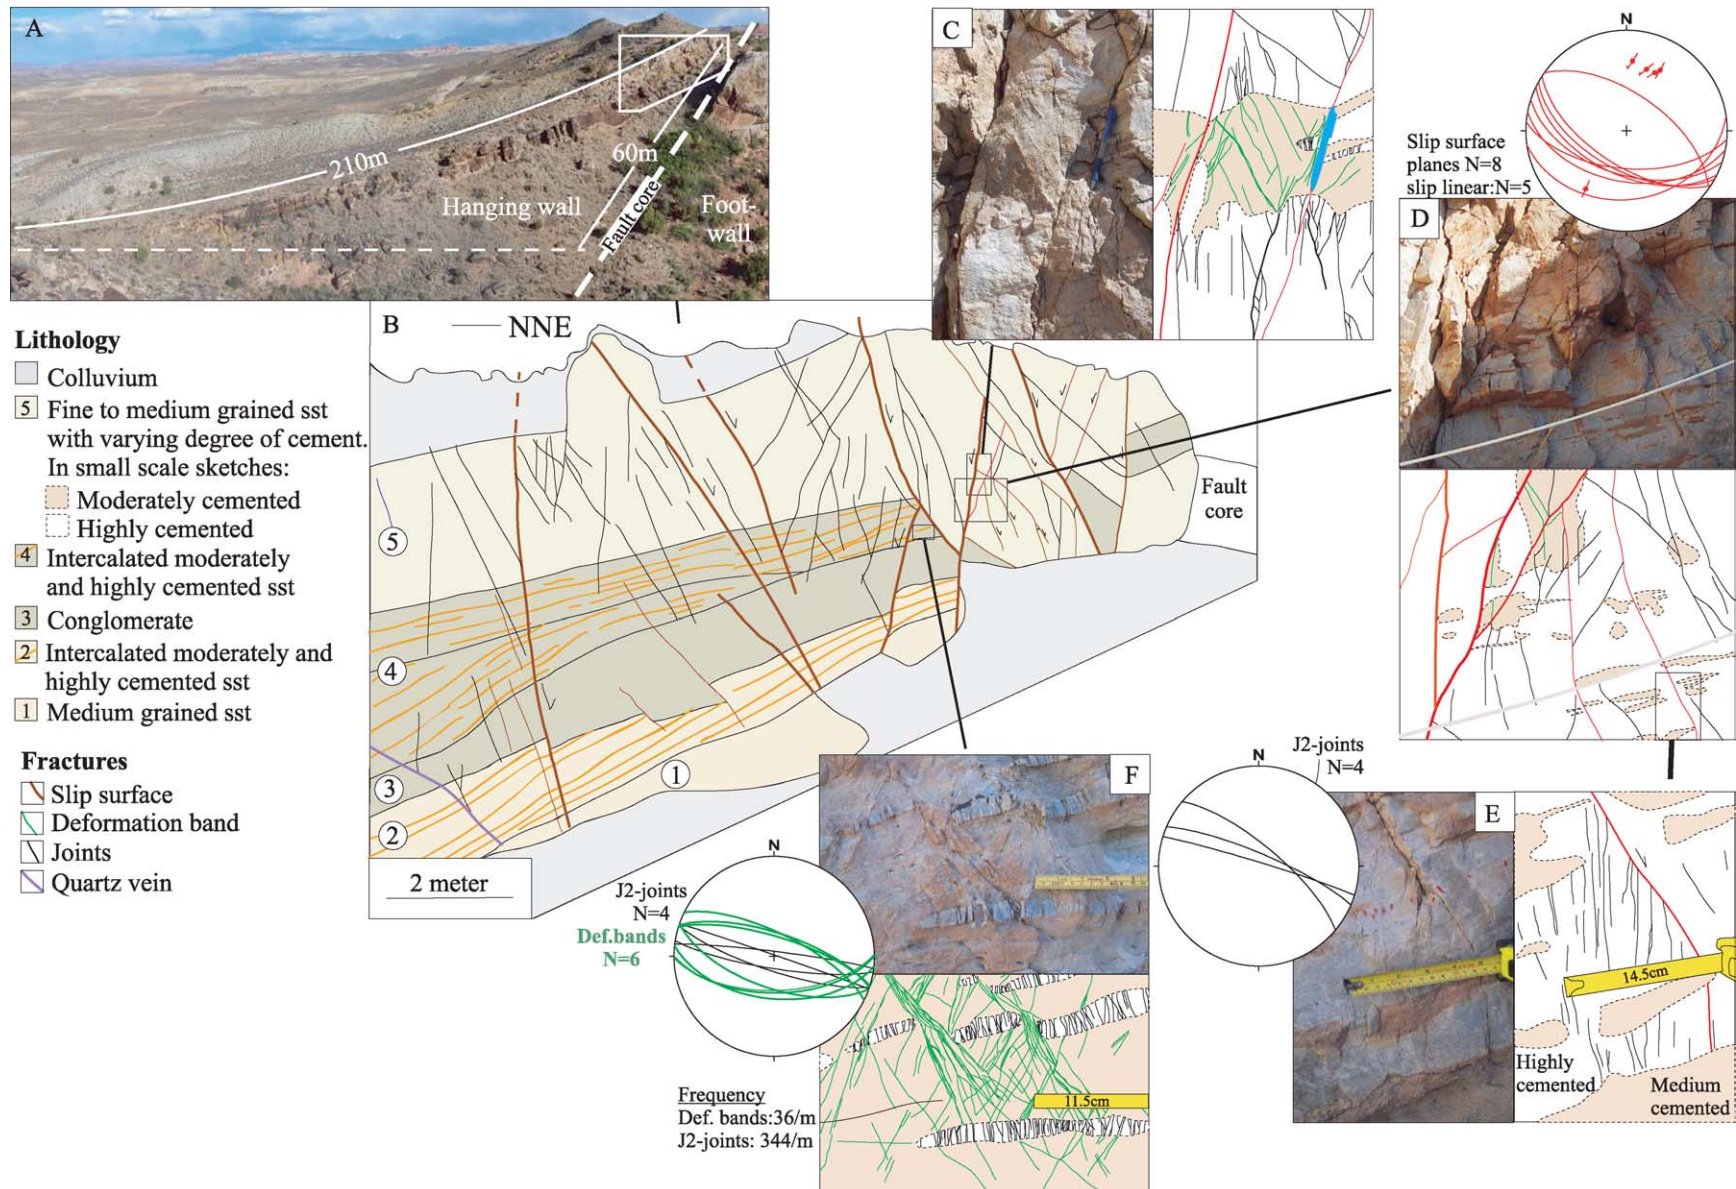 A
210m
60m
Hanging wall
Fault core
Foot-
wall
C
N
Slip surface
planes N=8
slip linear:N=5
D
Lithology
Colluvium
5 Fine to medium grained sst
with varying degree of cement.
In small scale sketches:
Moderately cemented
Highly cemented
4 Intercalated moderately
and highly cemented sst
3 Conglomerate
2 Intercalated moderately and
highly cemented sst
1 Medium grained sst
Fractures
Slip surface
Deformation band
Joints
Quartz vein
B
NNE
Fault
core
5
4
3
2
1
2 meter
F
N
J2-joints
N=4
Def.bands
N=6
11.5cm
Frequency
Def. bands:36/m
J2-joints: 344/m
N
J2-joints
N=4
E
14.5cm
Highly
cemented
Medium
cemented